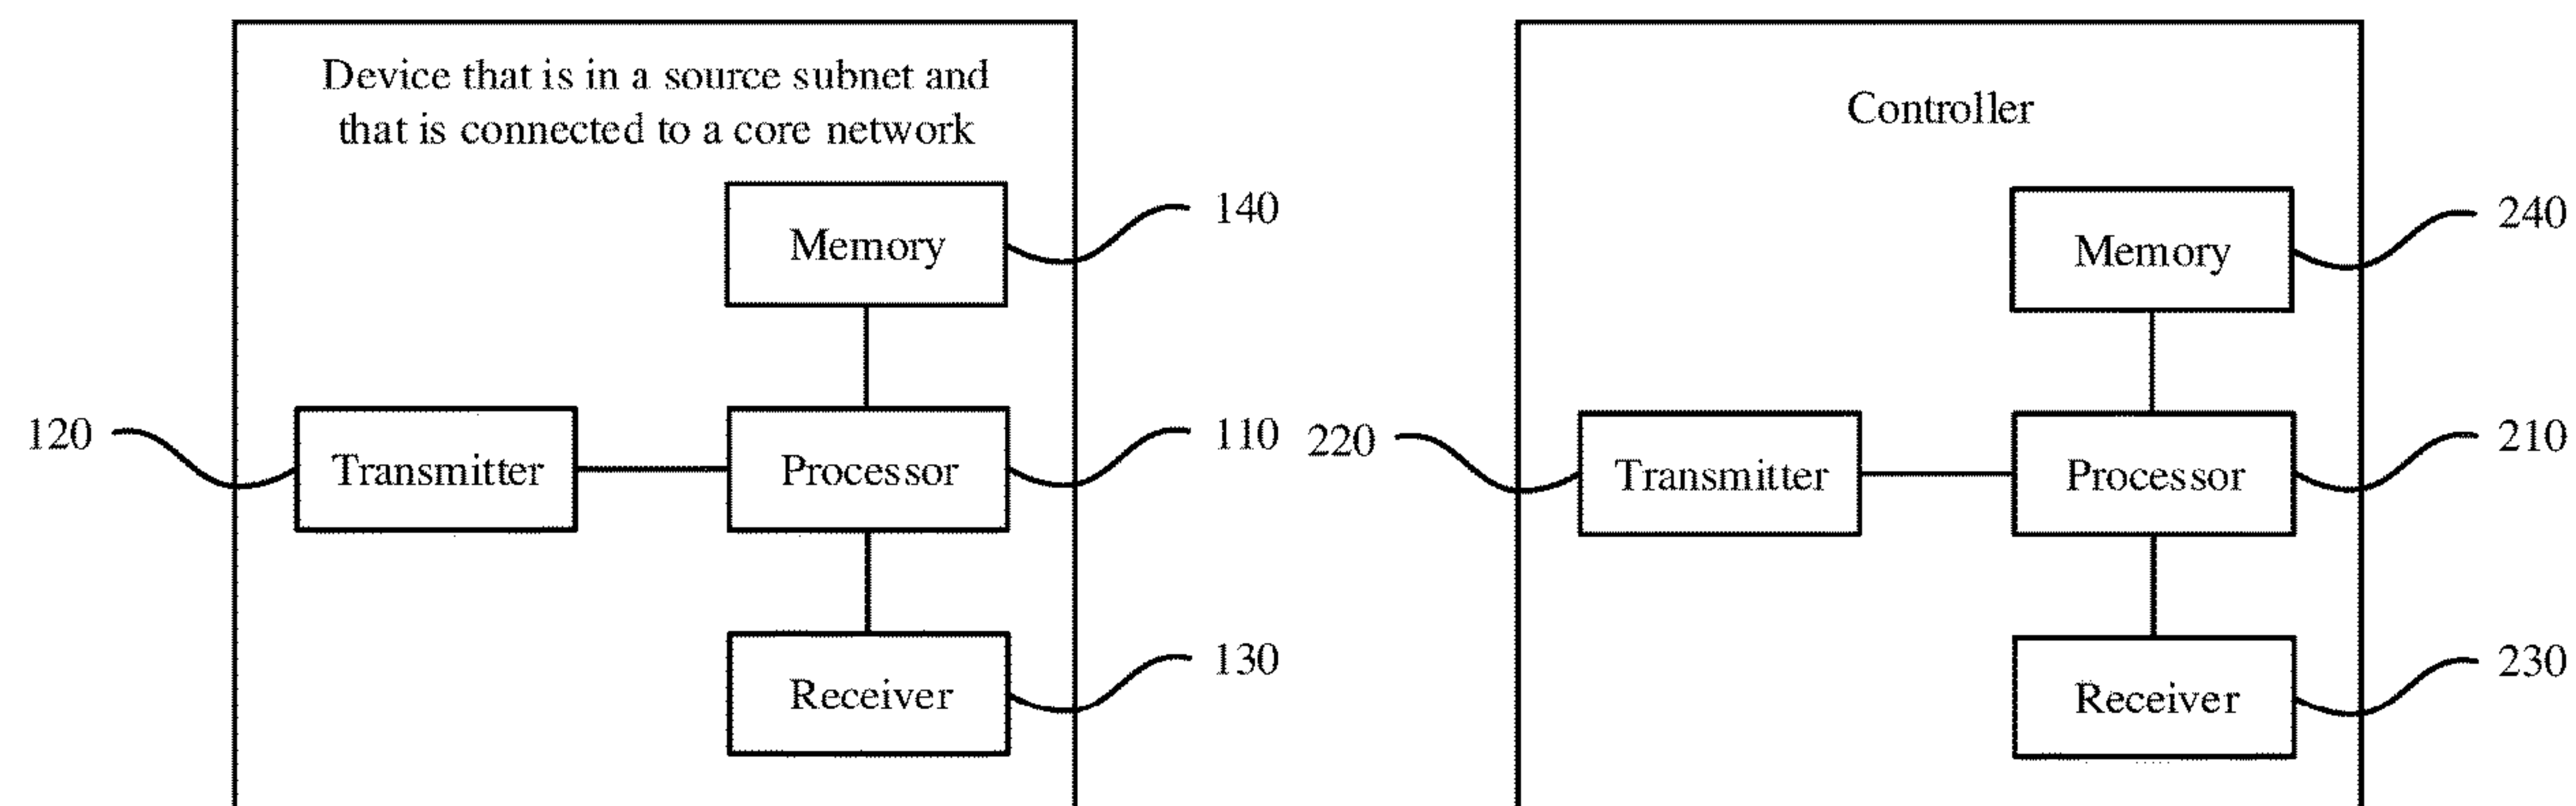 Device that is in a source subnet and
that is connected to a core network
Memory
140
120
Transmitter
Processor
110
Receiver
130
Controller
Memory
240
220
Transmitter
Processor
210
Receiver
230